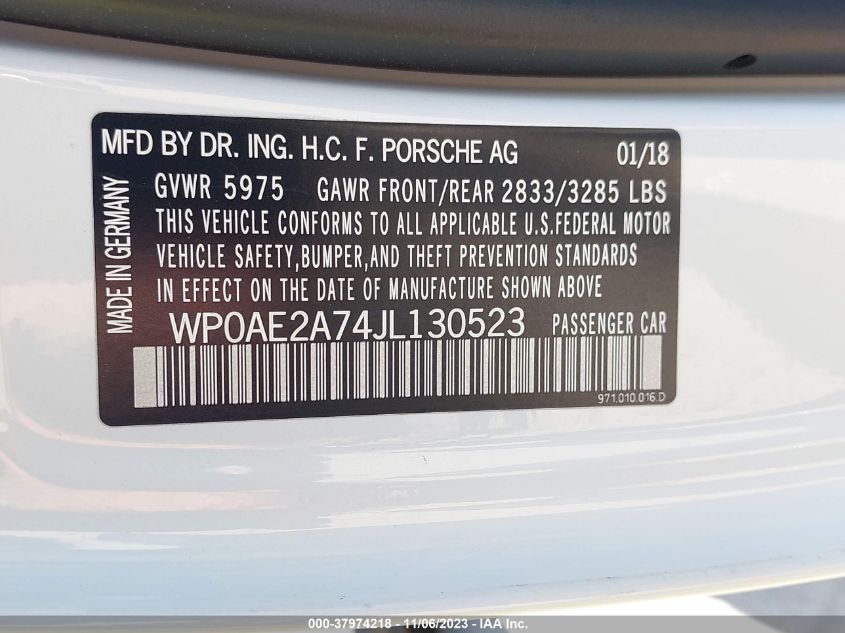 MFD BY DR. ING. H.C. F. PORSCHE AG 01/18
GVWR 5975 GAWR FRONT/REAR 2833/3285 LBS
THIS VEHICLE CONFORMS TO ALL APPLICABLE U.S.FEDERAL MOTOR
VEHICLE SAFETY,BUMPER,AND THEFT PREVENTION STANDARDS
IN EFFECT ON THE DATE OF MANUFACTURE SHOWN ABOVE
MADE IN GERMANY
WP0AE2A74JL130523 PASSENGER CAR
971.010.016.D
000-37974218 - 11/06/2023 - IAA Inc.